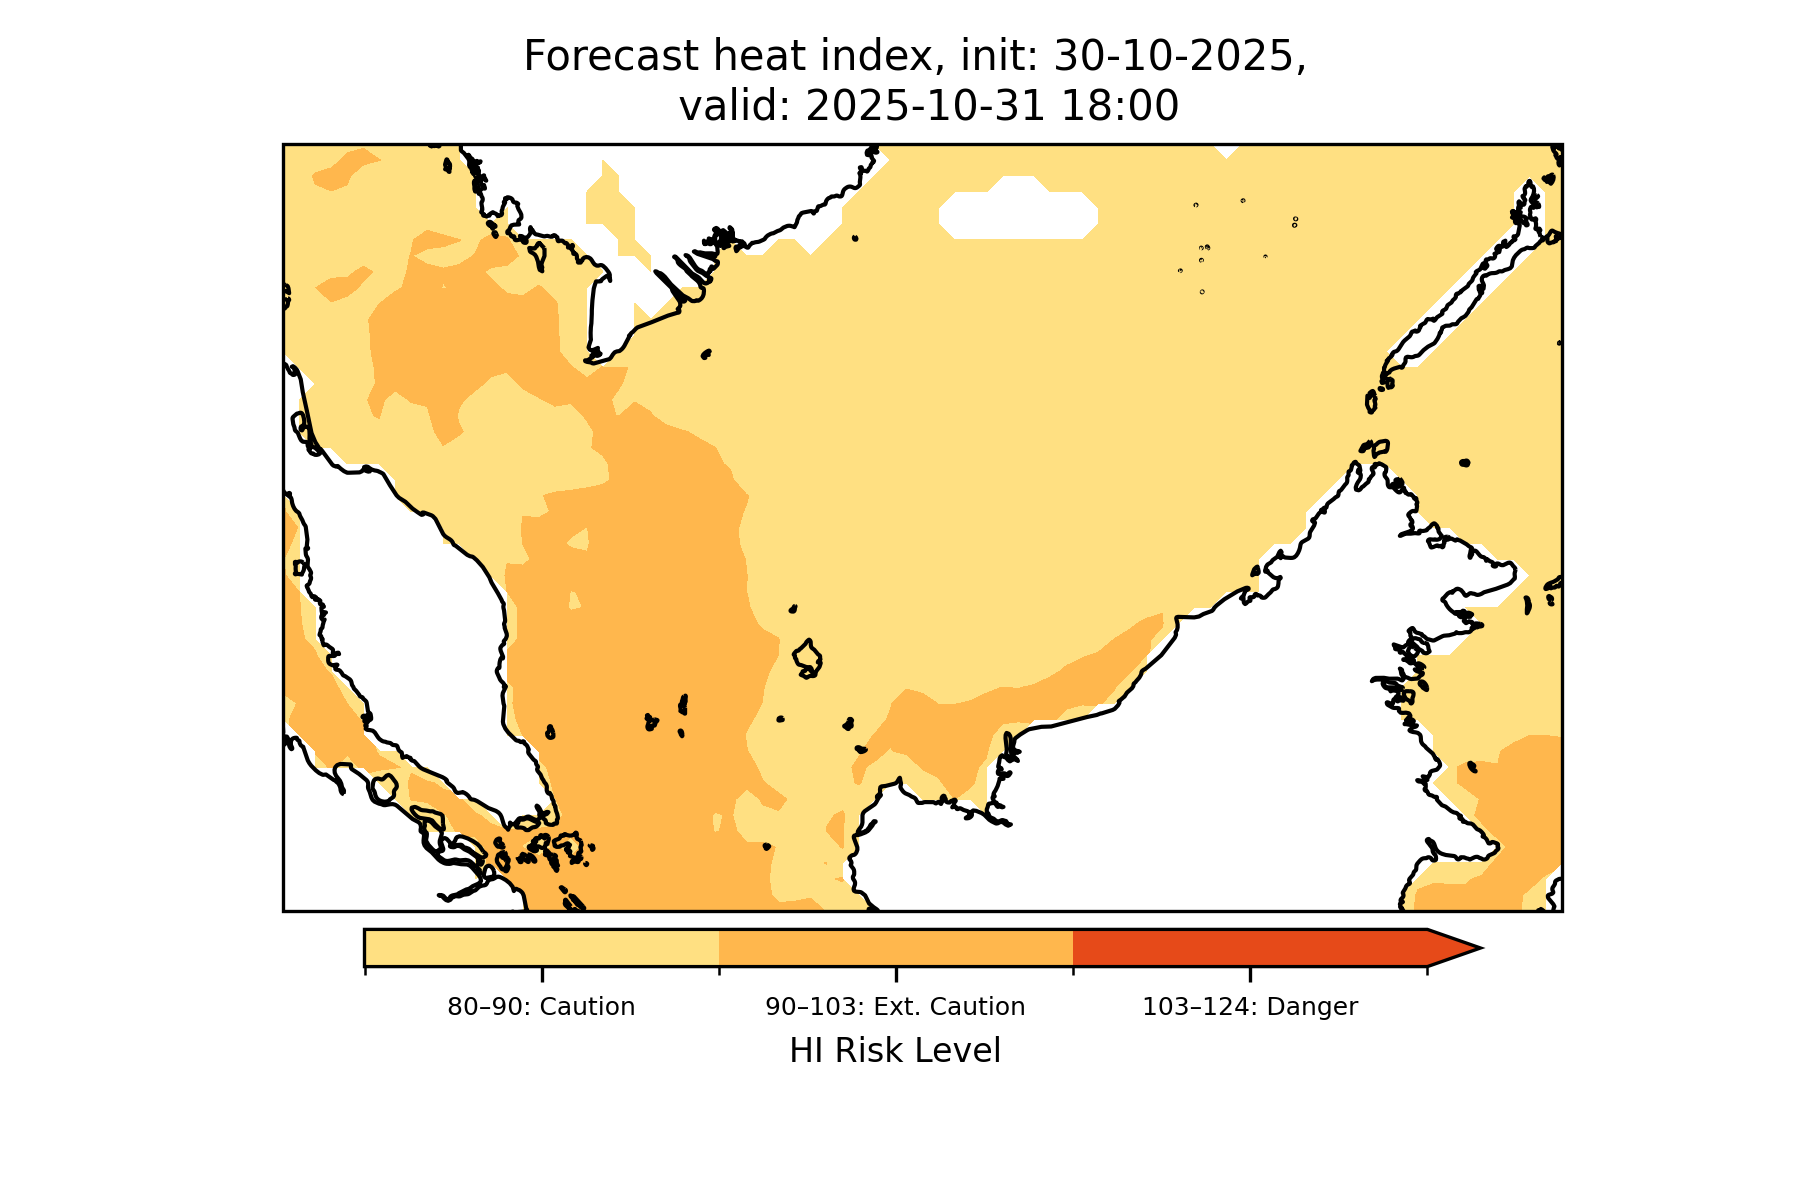 Forecast heat index, init: 30-10-2025,
valid: 2025-10-31 18:00
80–90: Caution
90–103: Ext. Caution
103–124: Danger
HI Risk Level